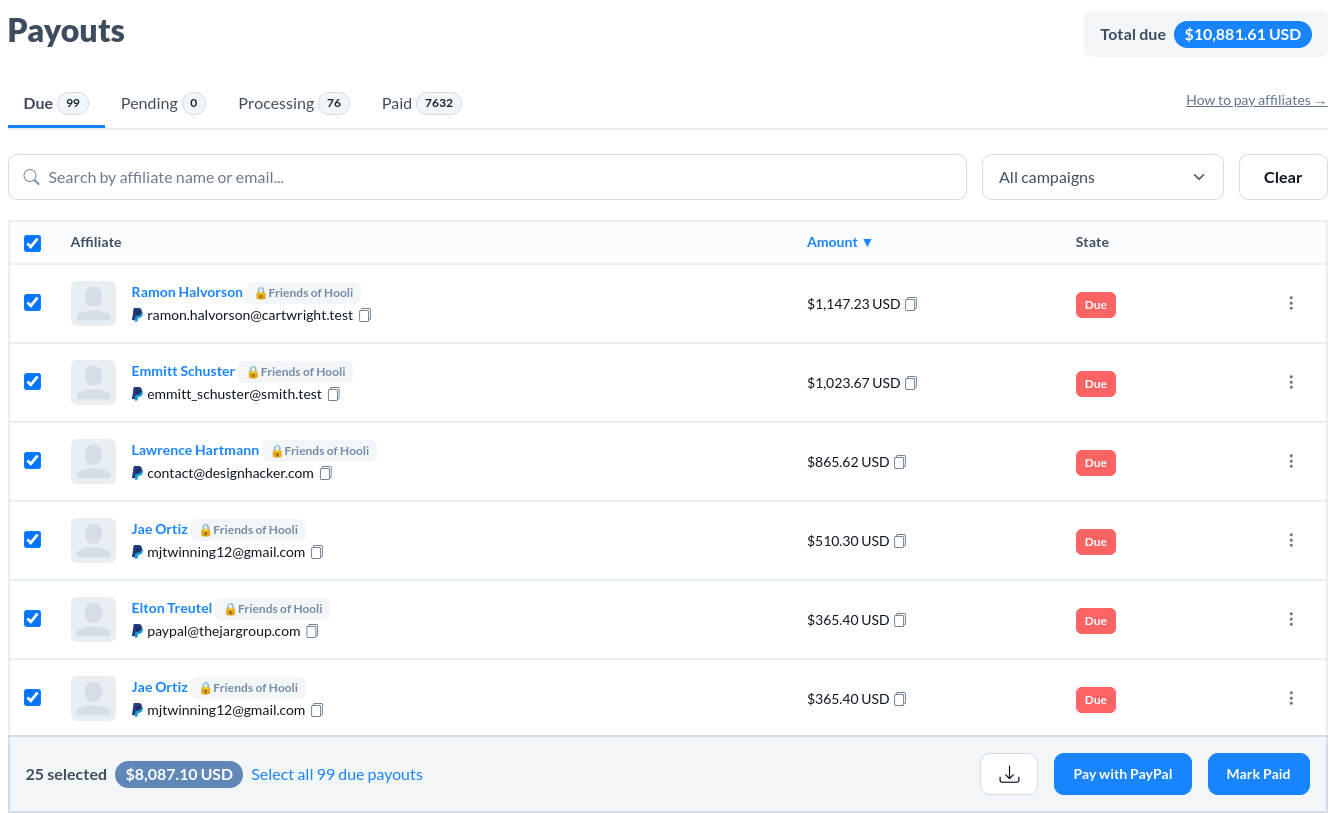 Payouts
Total due $10,881.61 USD
Due 99 Pending 0 Processing 76 Paid 7632
How to pay affiliates →
Search by affiliate name or email...
All campaigns
Clear
Affiliate Amount ▼ State
Ramon Halvorson 🔒Friends of Hooli
ramon.halvorson@cartwright.test
$1,147.23 USD
Due
Emmitt Schuster 🔒Friends of Hooli
emmitt_schuster@smith.test
$1,023.67 USD
Due
Lawrence Hartmann 🔒Friends of Hooli
contact@designhacker.com
$865.62 USD
Due
Jae Ortiz 🔒Friends of Hooli
mjtwinning12@gmail.com
$510.30 USD
Due
Elton Treutel 🔒Friends of Hooli
paypal@thejargroup.com
$365.40 USD
Due
Jae Ortiz 🔒Friends of Hooli
mjtwinning12@gmail.com
$365.40 USD
Due
25 selected $8,087.10 USD Select all 99 due payouts
Pay with PayPal
Mark Paid